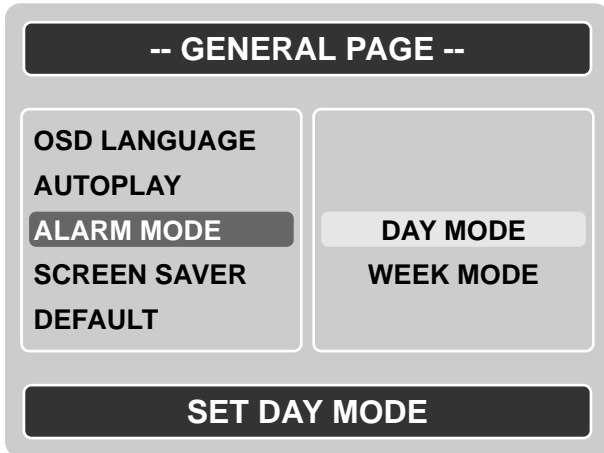 -- GENERAL PAGE --
OSD LANGUAGE
AUTOPLAY
ALARM MODE
SCREEN SAVER
DEFAULT
DAY MODE
WEEK MODE
SET DAY MODE